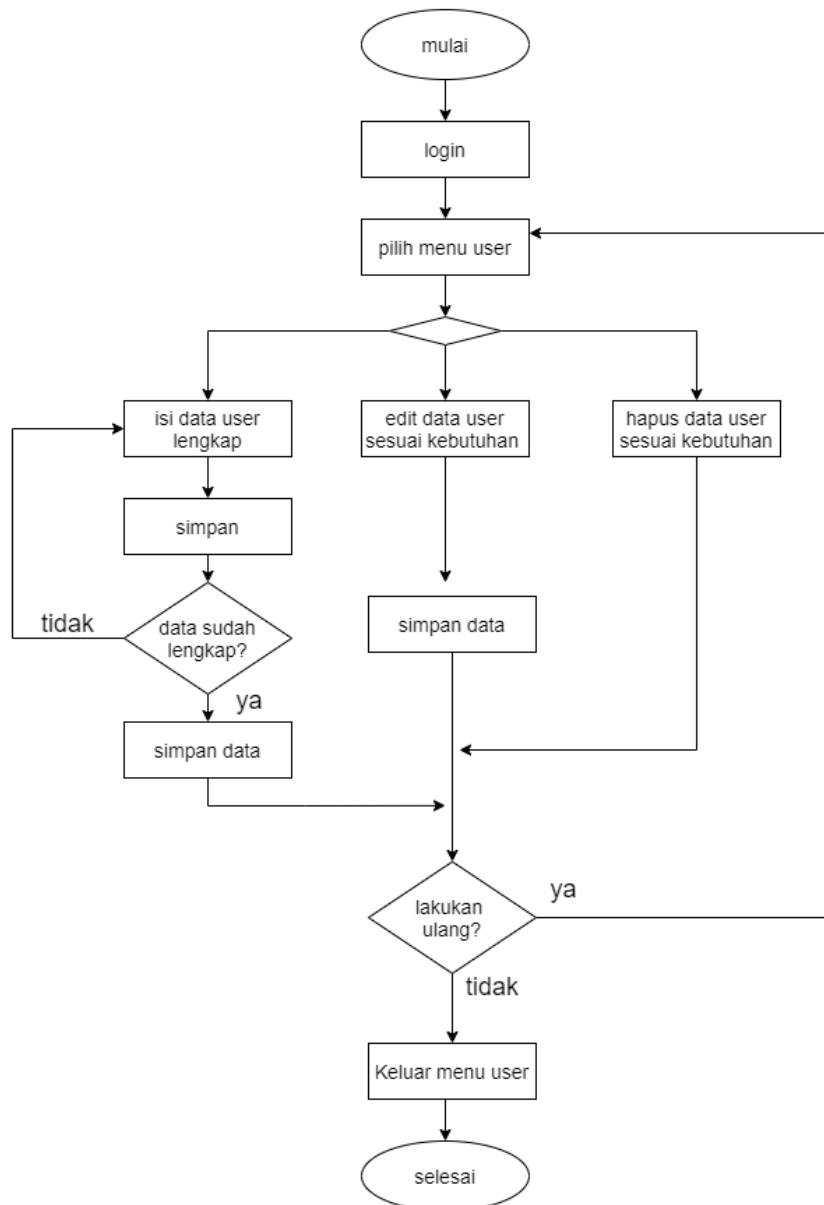 mulai
login
pilih menu user
isi data user
lengkap
edit data user
sesuai kebutuhan
hapus data user
sesuai kebutuhan
simpan
tidak
data sudah
lengkap?
simpan data
ya
simpan data
lakukan
ulang?
ya
tidak
Keluar menu user
selesai